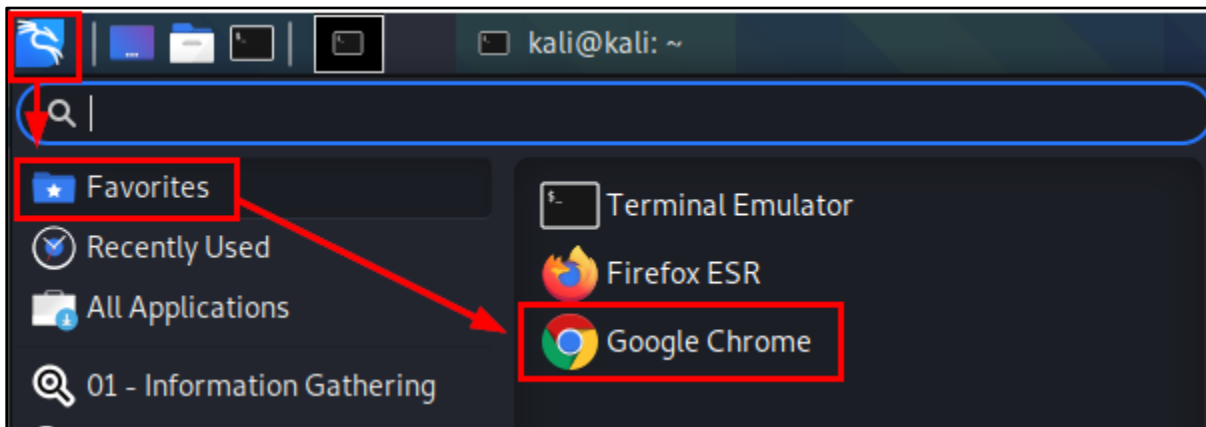 kali@kali: ~
Favorites
Recently Used
All Applications
01 - Information Gathering
$_ Terminal Emulator
Firefox ESR
Google Chrome